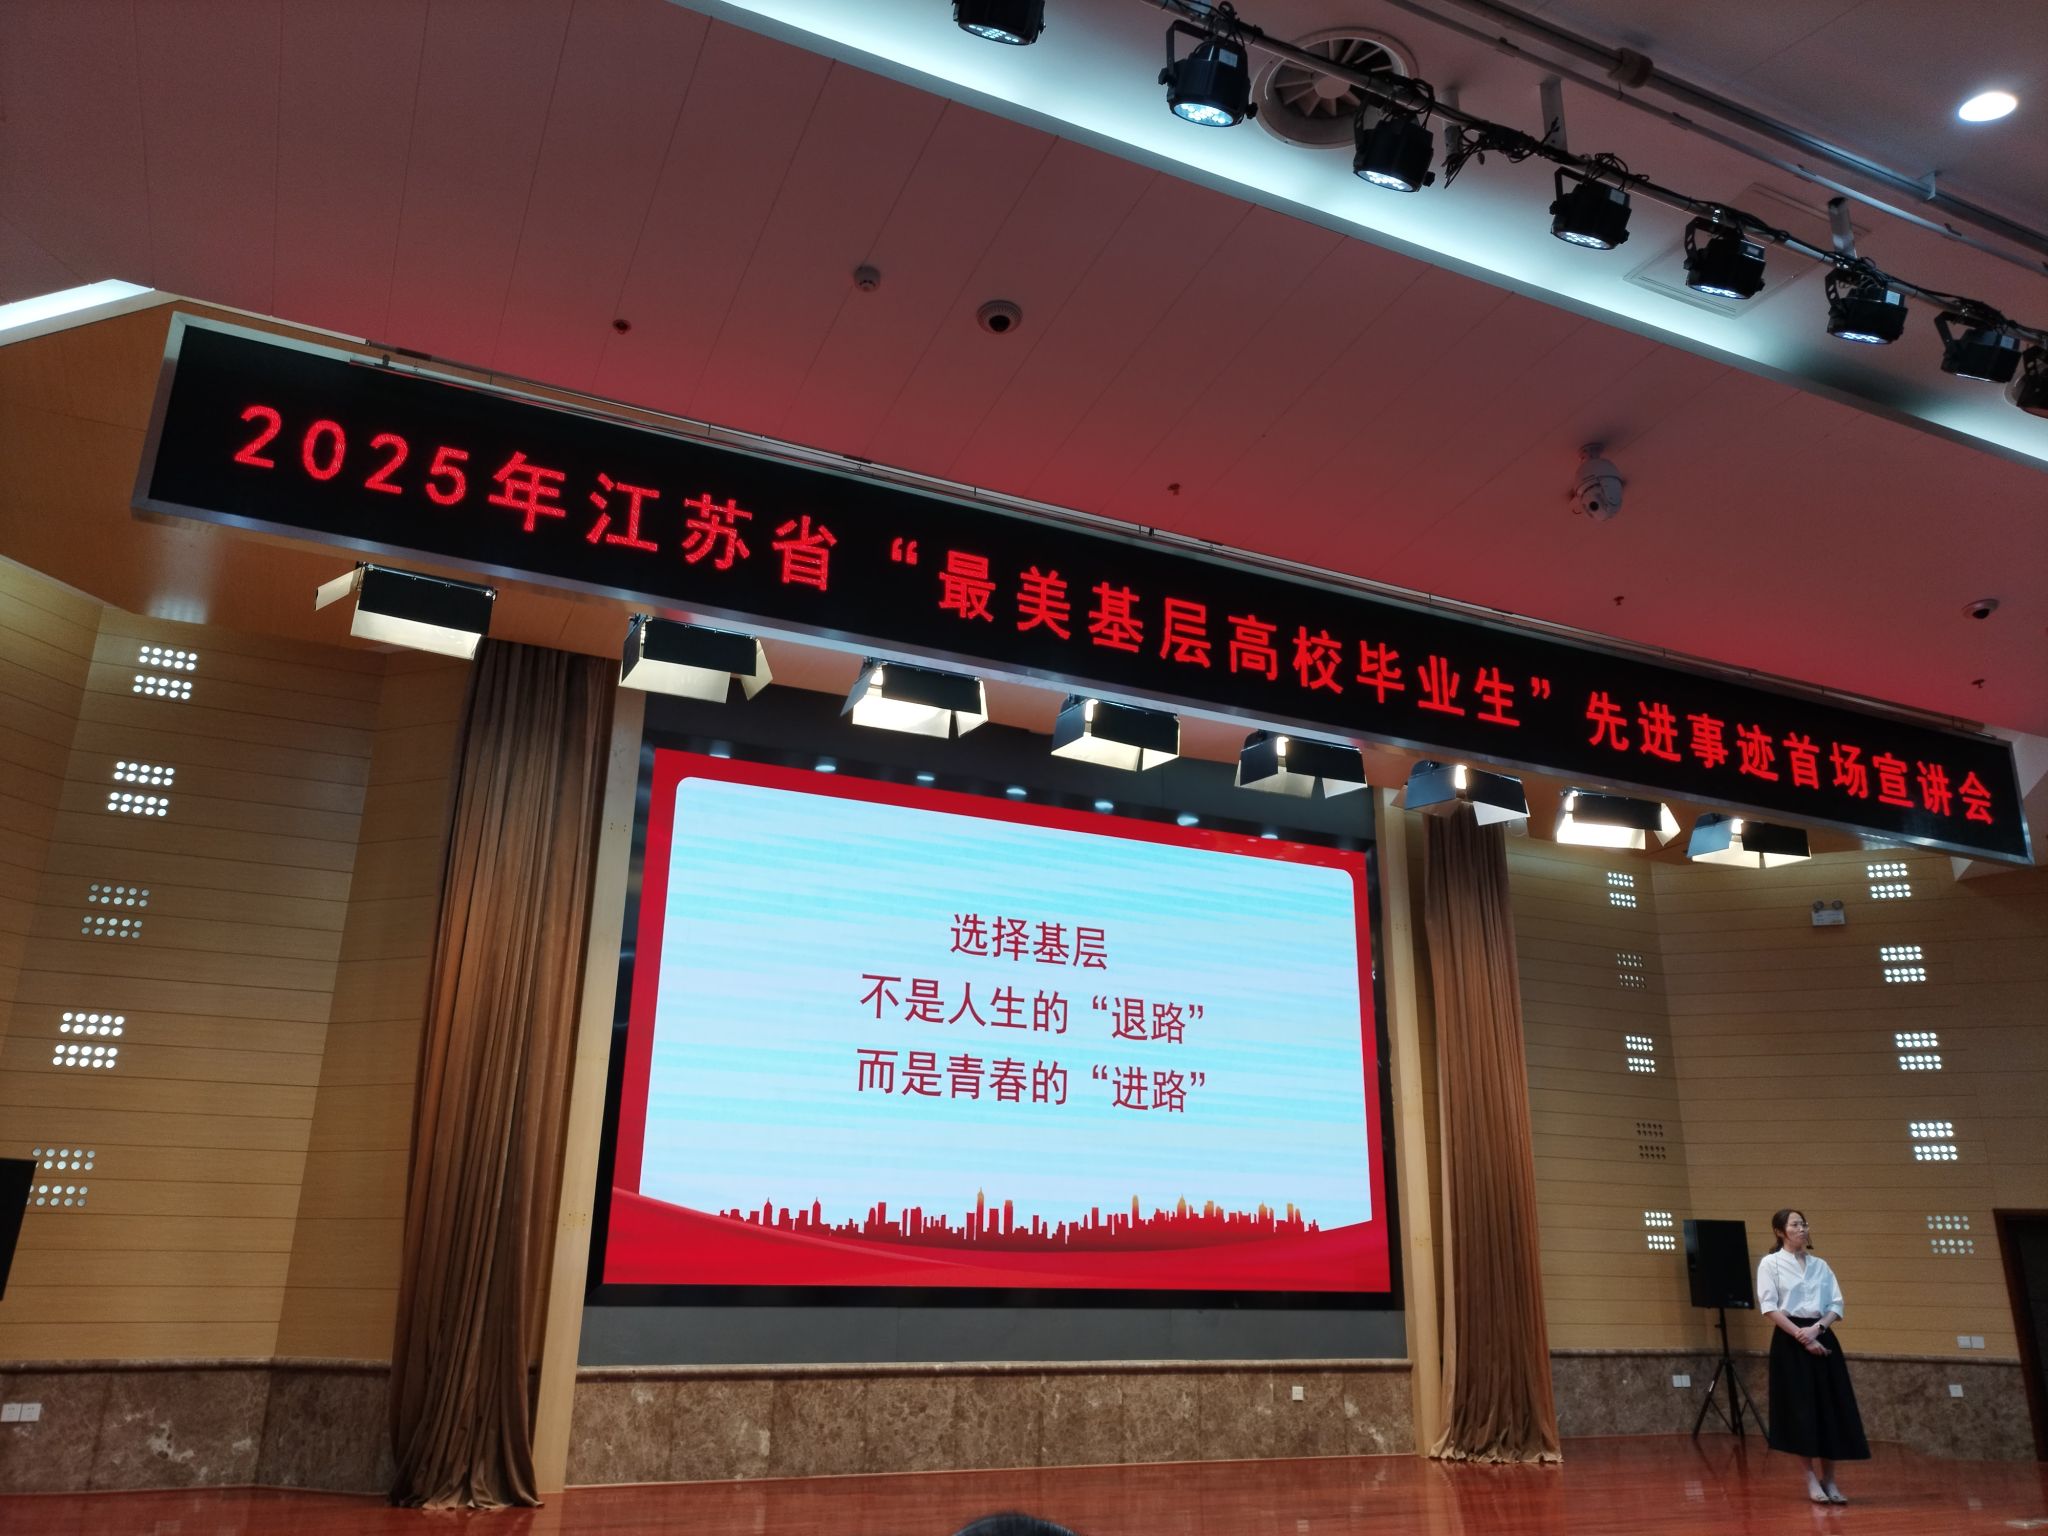 2025年江苏省“最美基层高校毕业生”先进事迹首场宣讲会
选择基层
不是人生的“退路”
而是青春的“进路”